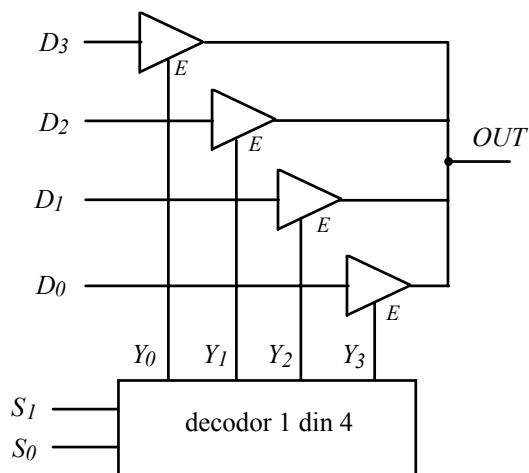 D3
E
D2
E
OUT
D1
E
D0
E
Y0 Y1 Y2 Y3
S1
decodor 1 din 4
S0